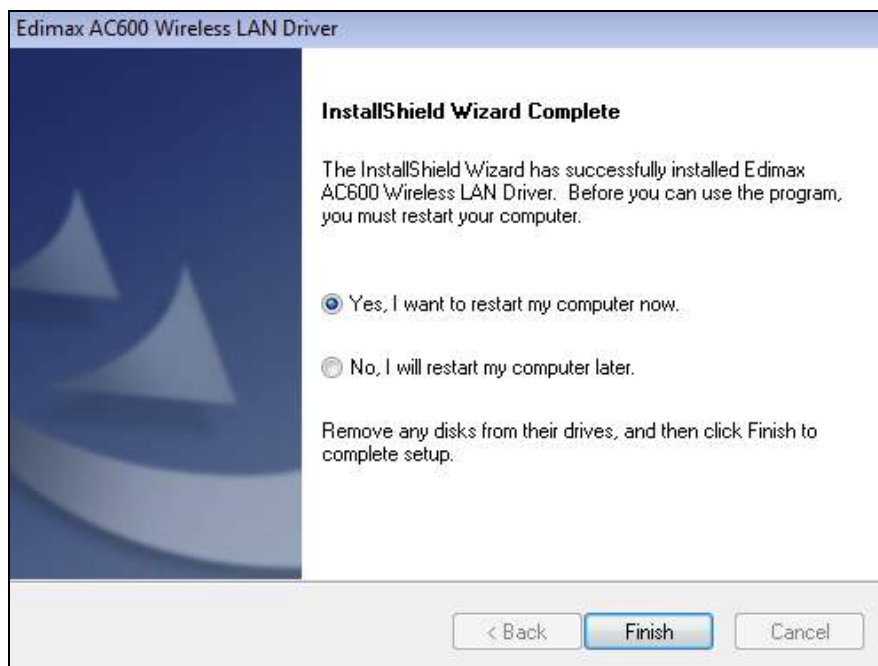 Edimax AC600 Wireless LAN Driver
InstallShield Wizard Complete
The InstallShield Wizard has successfully installed Edimax
AC600 Wireless LAN Driver.  Before you can use the program,
you must restart your computer.
Yes, I want to restart my computer now.
No, I will restart my computer later.
Remove any disks from their drives, and then click Finish to
complete setup.
< Back Finish Cancel